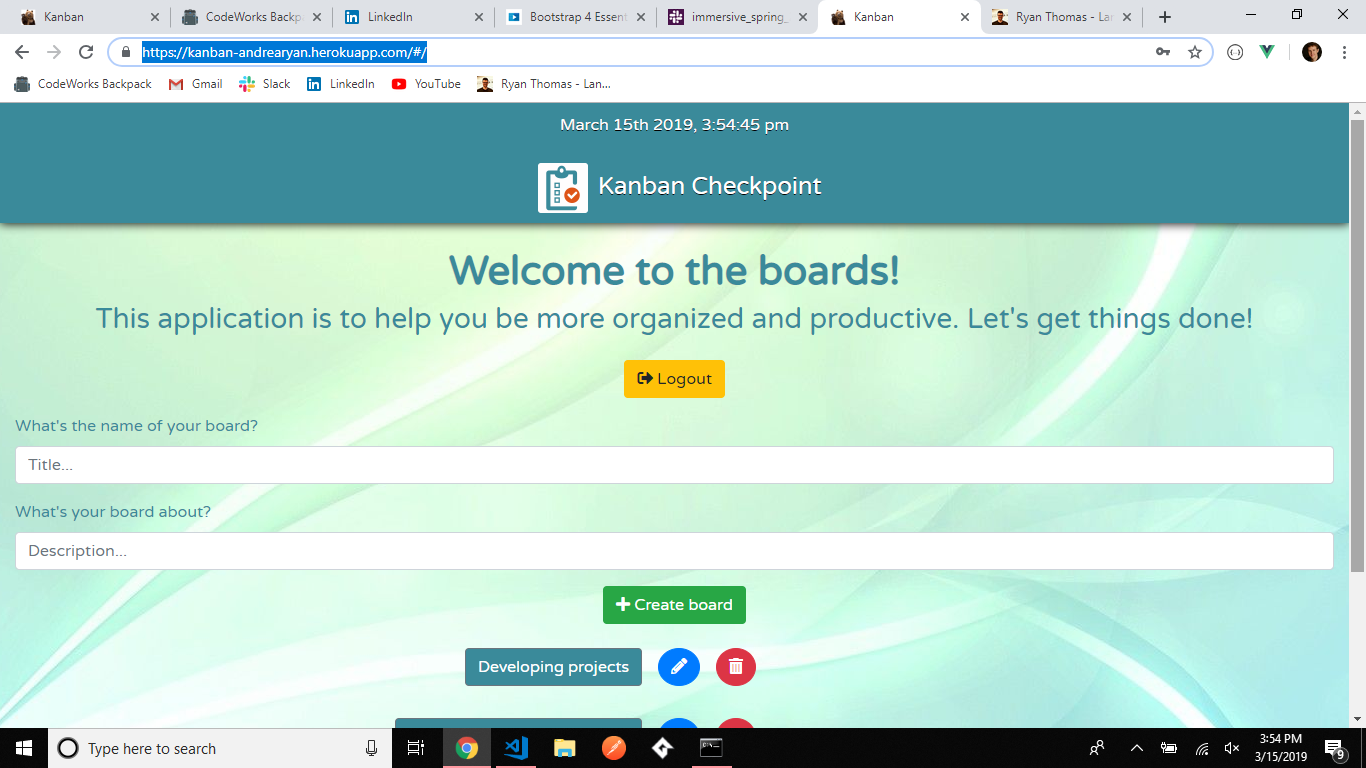 Kanban
CodeWorks Backp
LinkedIn
Bootstrap 4 Essent
immersive_spring_
Kanban
Ryan Thomas - Lan
https://kanban-andrearyan.herokuapp.com/#/
CodeWorks Backpack
Gmail
Slack
LinkedIn
YouTube
Ryan Thomas - Lan...
March 15th 2019, 3:54:45 pm
Kanban Checkpoint
Welcome to the boards!
This application is to help you be more organized and productive. Let's get things done!
Logout
What's the name of your board?
Title...
What's your board about?
Description...
Create board
Developing projects
Type here to search
3:54 PM
3/15/2019
9